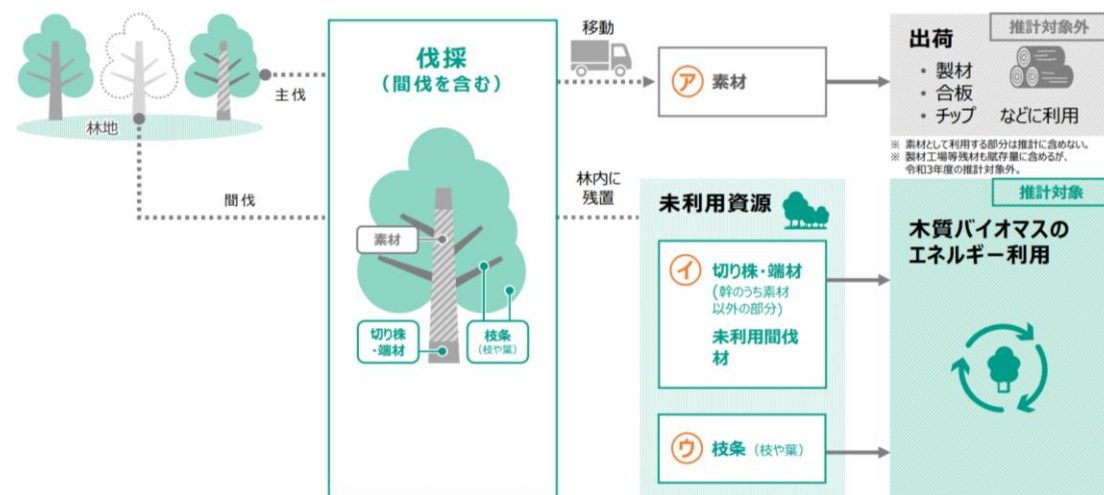 林地
主伐
間伐
伐採
(間伐を含む)
素材
切り株
・端材
枝条
(枝や葉)
移動
ア 素材
出荷
推計対象外
・ 製材
・ 合板
・ チップ などに利用
※ 素材として利用する部分は推計に含めない。
※ 製材工場等残材も賦存量に含めるが、
令和3年度の推計対象外。
林内に
残置
未利用資源
イ 切り株・端材
(幹のうち素材
以外の部分)
未利用間伐
材
ウ 枝条 (枝や葉)
推計対象
木質バイオマスの
エネルギー利用